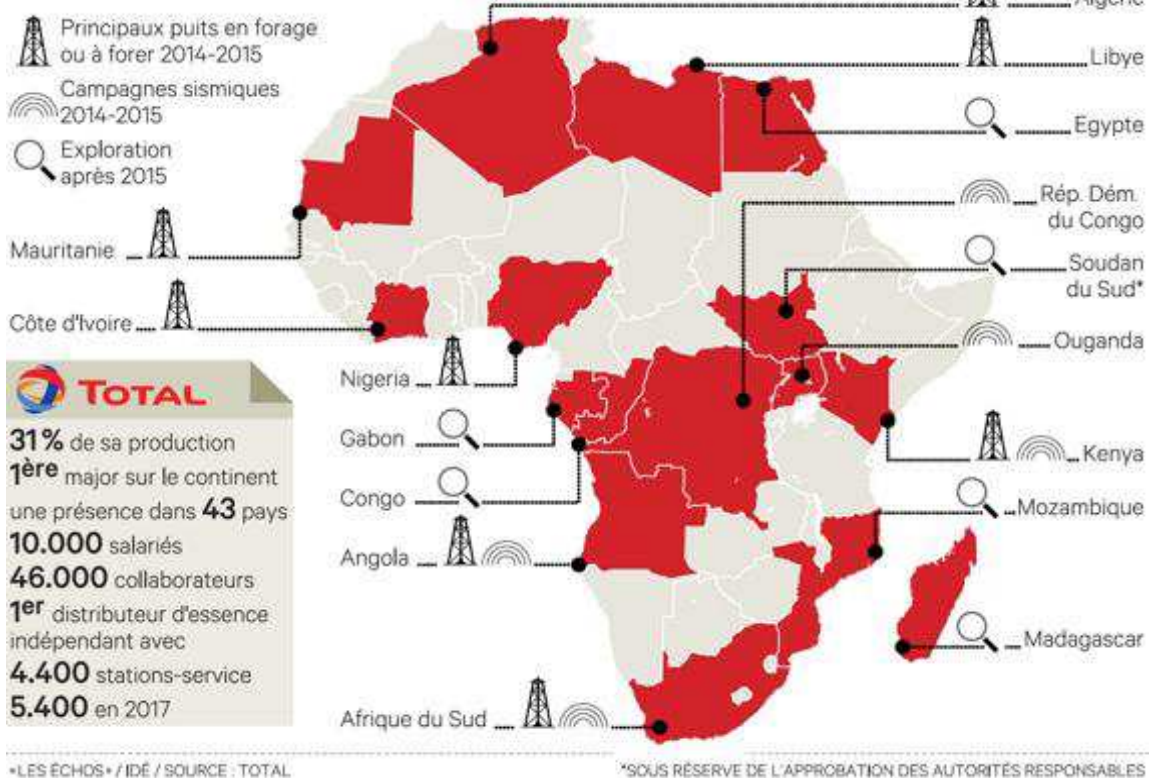 Algérie
Principaux puits en forage
ou à forer 2014-2015
Campagnes sismiques
2014-2015
Exploration
après 2015
Libye
Egypte
Rép. Dém.
du Congo
Soudan
du Sud*
Ouganda
Kenya
Mozambique
Madagascar
Mauritanie
Côte d'Ivoire
Nigeria
Gabon
Congo
Angola
Afrique du Sud
TOTAL
31% de sa production
1ère major sur le continent
une présence dans 43 pays
10.000 salariés
46.000 collaborateurs
1er distributeur d'essence
indépendant avec
4.400 stations-service
5.400 en 2017
«LES ÉCHOS» / IDÉ / SOURCE : TOTAL
*SOUS RÉSERVE DE L'APPROBATION DES AUTORITÉS RESPONSABLES